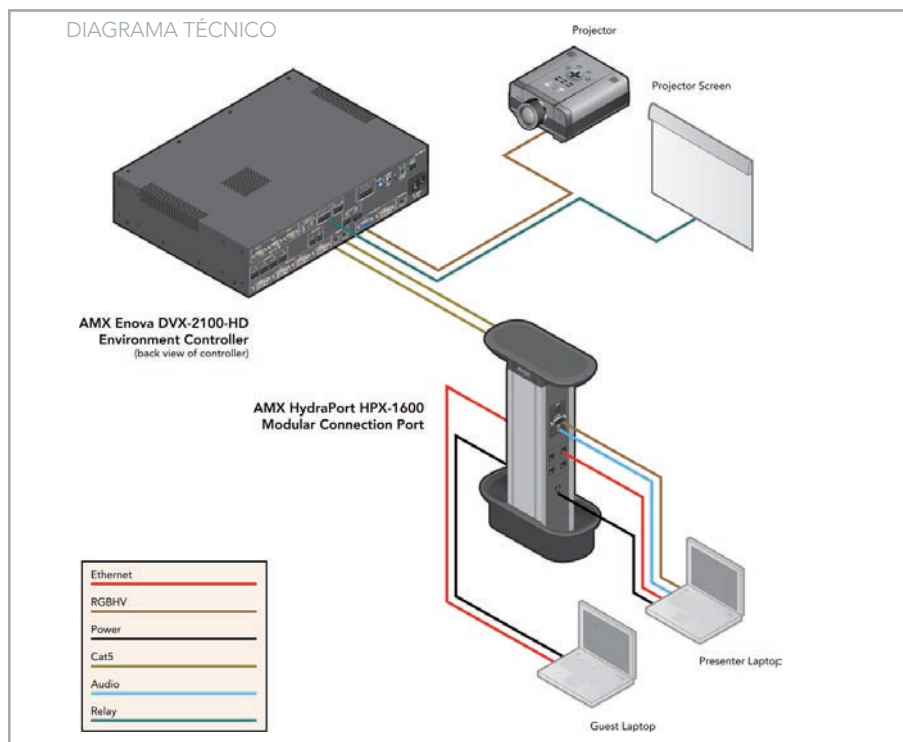 DIAGRAMA TÉCNICO
Projector
Projector Screen
AMX Enova DVX-2100-HD
Environment Controller
(back view of controller)
AMX HydraPort HPX-1600
Modular Connection Port
Ethernet
RGBHV
Power
Cat5
Audio
Relay
Presenter Laptop
Guest Laptop